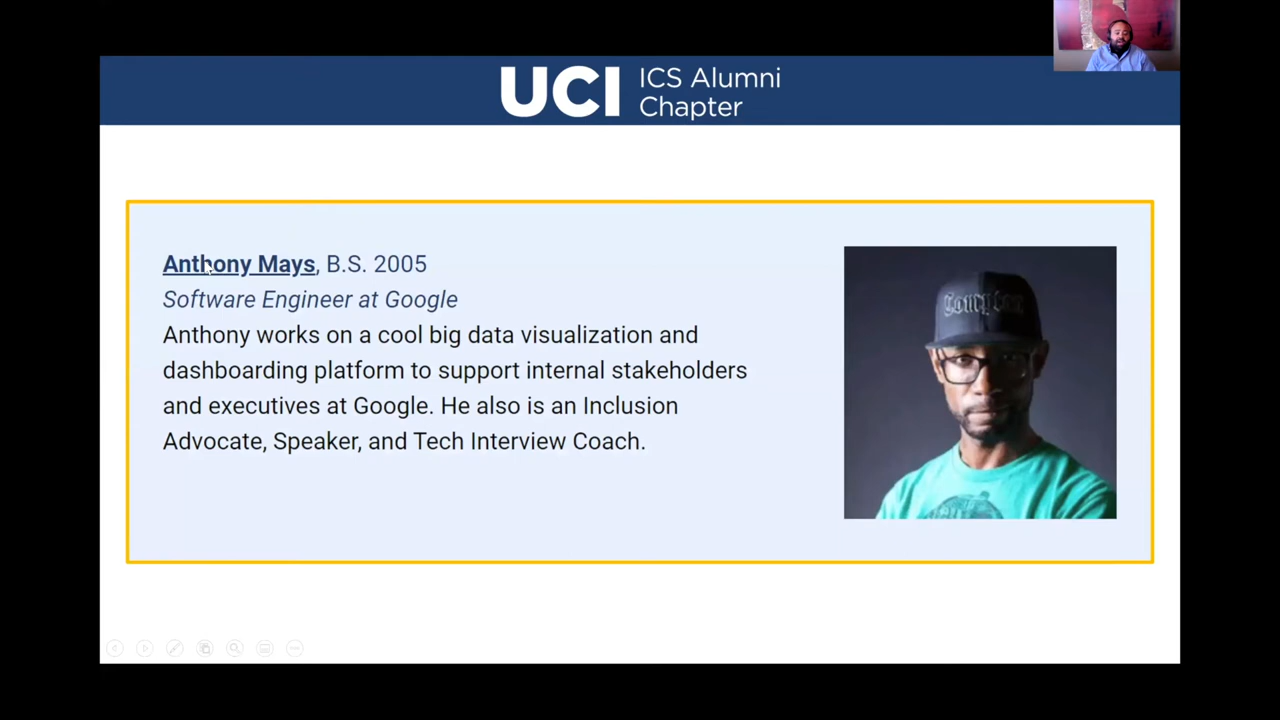 UCI ICS Alumni
Chapter
Anthony Mays, B.S. 2005
Software Engineer at Google
Anthony works on a cool big data visualization and
dashboarding platform to support internal stakeholders
and executives at Google. He also is an Inclusion
Advocate, Speaker, and Tech Interview Coach.
Compton